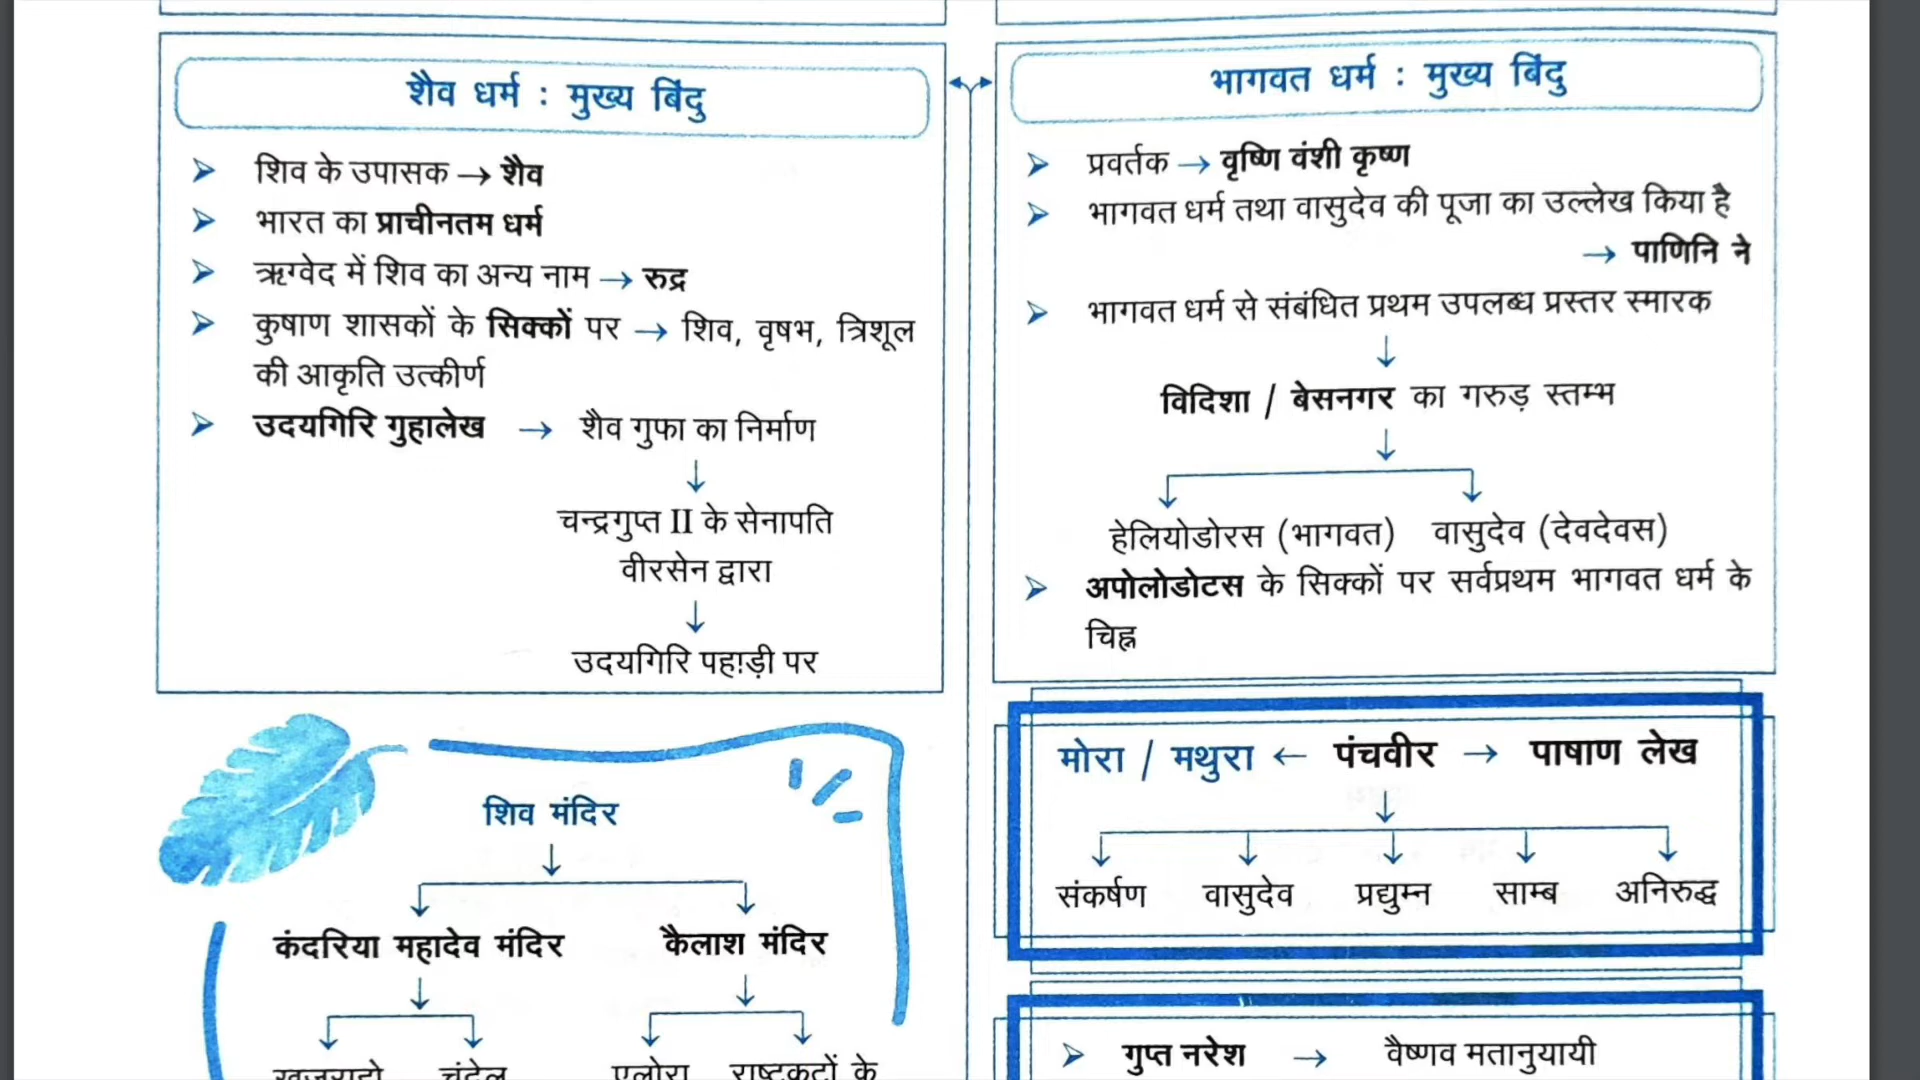 शैव धर्म : मुख्य बिंदु
➢ शिव के उपासक → शैव
➢ भारत का प्राचीनतम धर्म
➢ ऋग्वेद में शिव का अन्य नाम → रुद्र
➢ कुषाण शासकों के सिक्कों पर → शिव, वृषभ, त्रिशूल
की आकृति उत्कीर्ण
➢ उदयगिरि गुहालेख → शैव गुफा का निर्माण
चन्द्रगुप्त II के सेनापति
वीरसेन द्वारा
उदयगिरि पहाड़ी पर
शिव मंदिर
कंदरिया महादेव मंदिर कैलाश मंदिर
खजुराहो चंदेल एलोरा राष्ट्रकूटों के
भागवत धर्म : मुख्य बिंदु
➢ प्रवर्तक → वृष्णि वंशी कृष्ण
➢ भागवत धर्म तथा वासुदेव की पूजा का उल्लेख किया है
→ पाणिनि ने
➢ भागवत धर्म से संबंधित प्रथम उपलब्ध प्रस्तर स्मारक
विदिशा / बेसनगर का गरुड़ स्तम्भ
हेलियोडोरस (भागवत) वासुदेव (देवदेवस)
➢ अपोलोडोटस के सिक्कों पर सर्वप्रथम भागवत धर्म के
चिह्न
मोरा / मथुरा ← पंचवीर → पाषाण लेख
संकर्षण वासुदेव प्रद्युम्न साम्ब अनिरुद्ध
➢ गुप्त नरेश → वैष्णव मतानुयायी